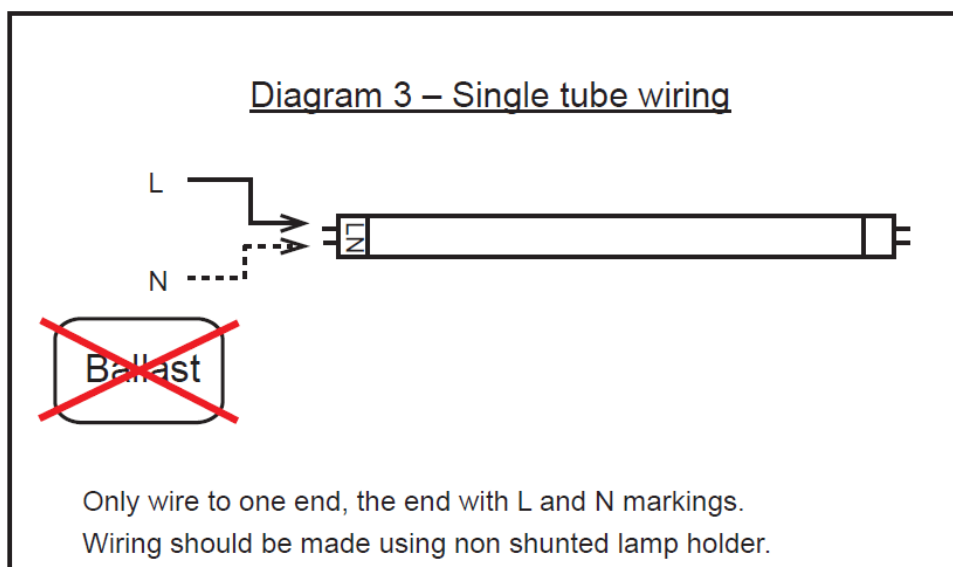 Diagram 3 – Single tube wiring
L
LN
N
Ballast
Only wire to one end, the end with L and N markings.
Wiring should be made using non shunted lamp holder.